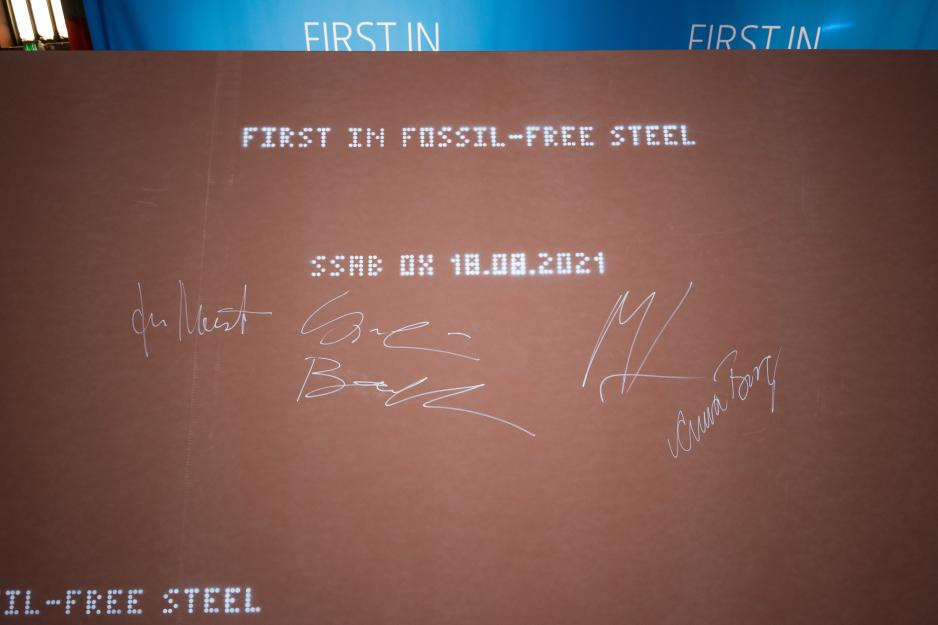 FIRST IN
FIRST IN
FIRST IN FOSSIL-FREE STEEL
SSAB OX 18.08.2021
IL-FREE STEEL